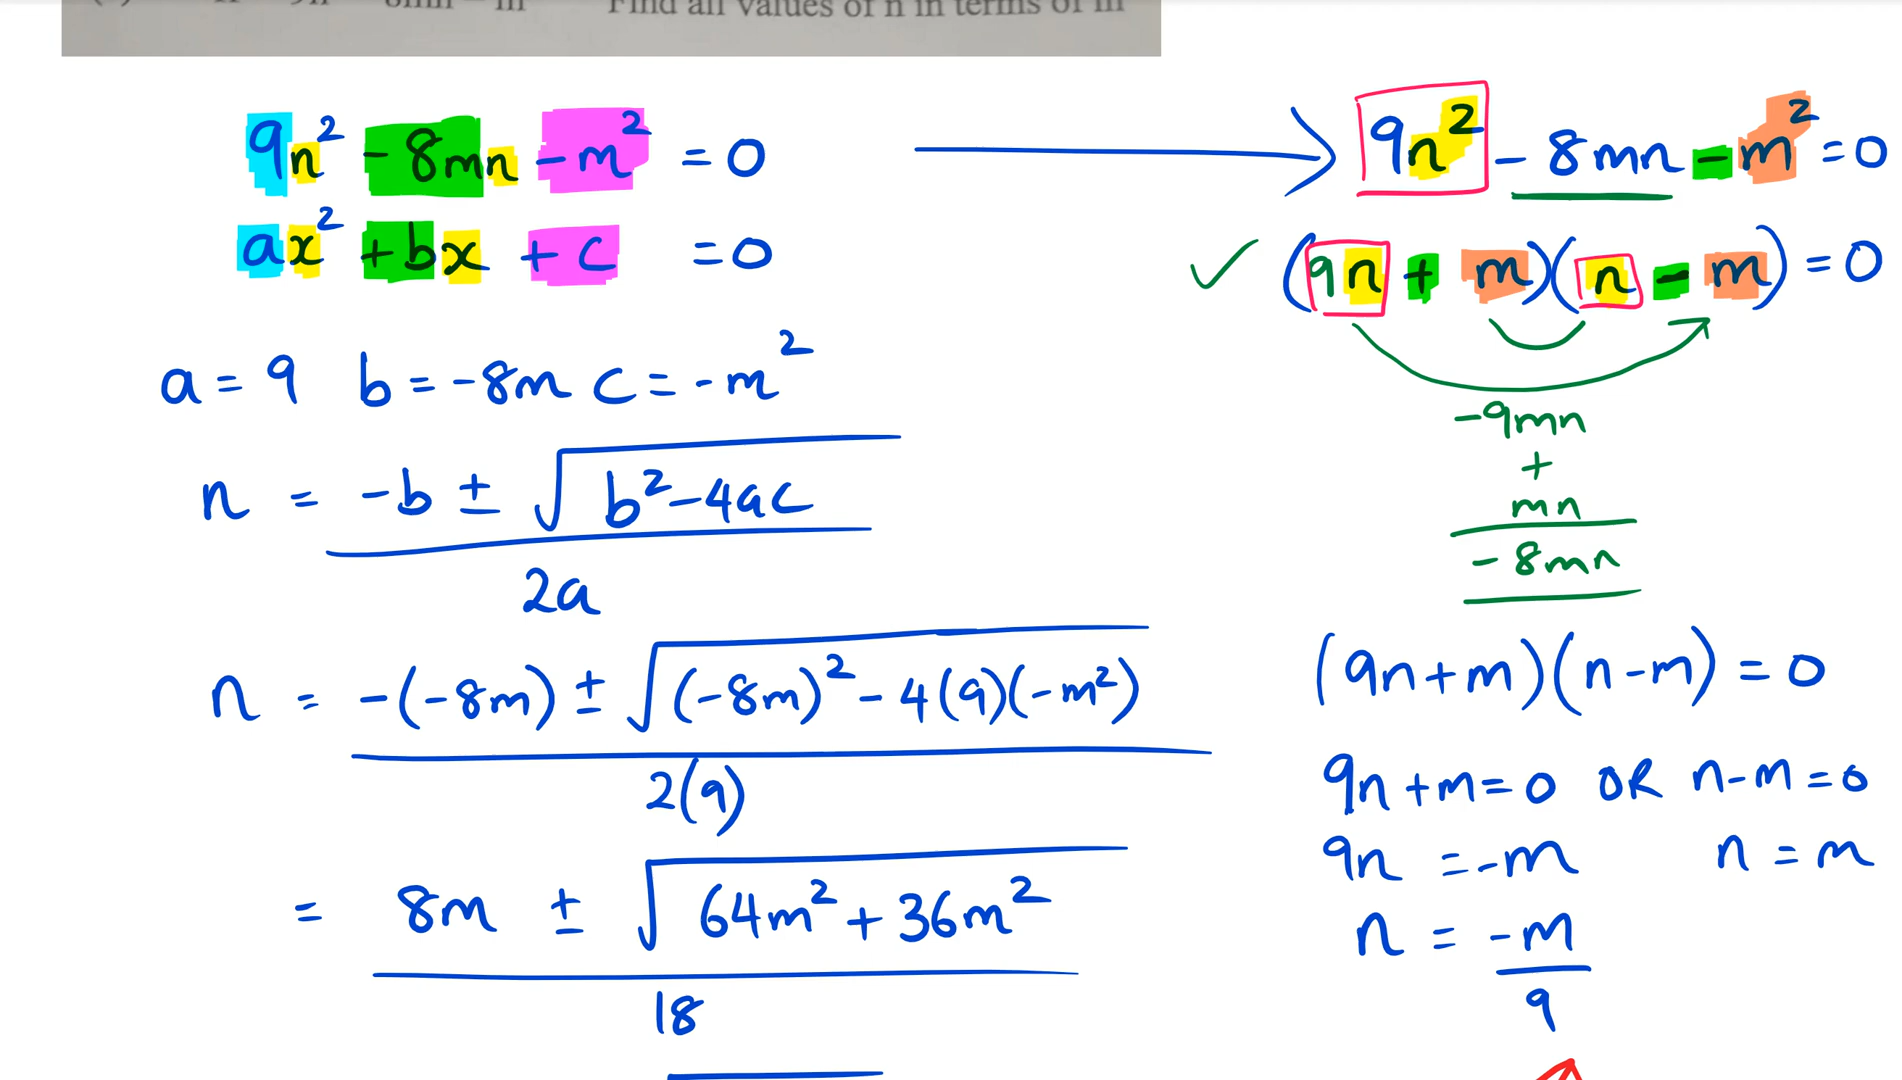 Find all values of n in terms of m
9n² - 8mn - m² = 0
ax² + bx + c = 0
a = 9 b = -8m c = -m²
n = -b ± √b²-4ac
2a
n = -(-8m) ± √(-8m)² - 4(9)(-m²)
2(9)
= 8m ± √64m² + 36m²
18
9n² - 8mn - m² = 0
✓ (9n + m)(n - m) = 0
-9mn
+
mn
-8mn
(9n+m)(n-m) = 0
9n+m=0 OR n-m=0
9n = -m n = m
n = -m
9